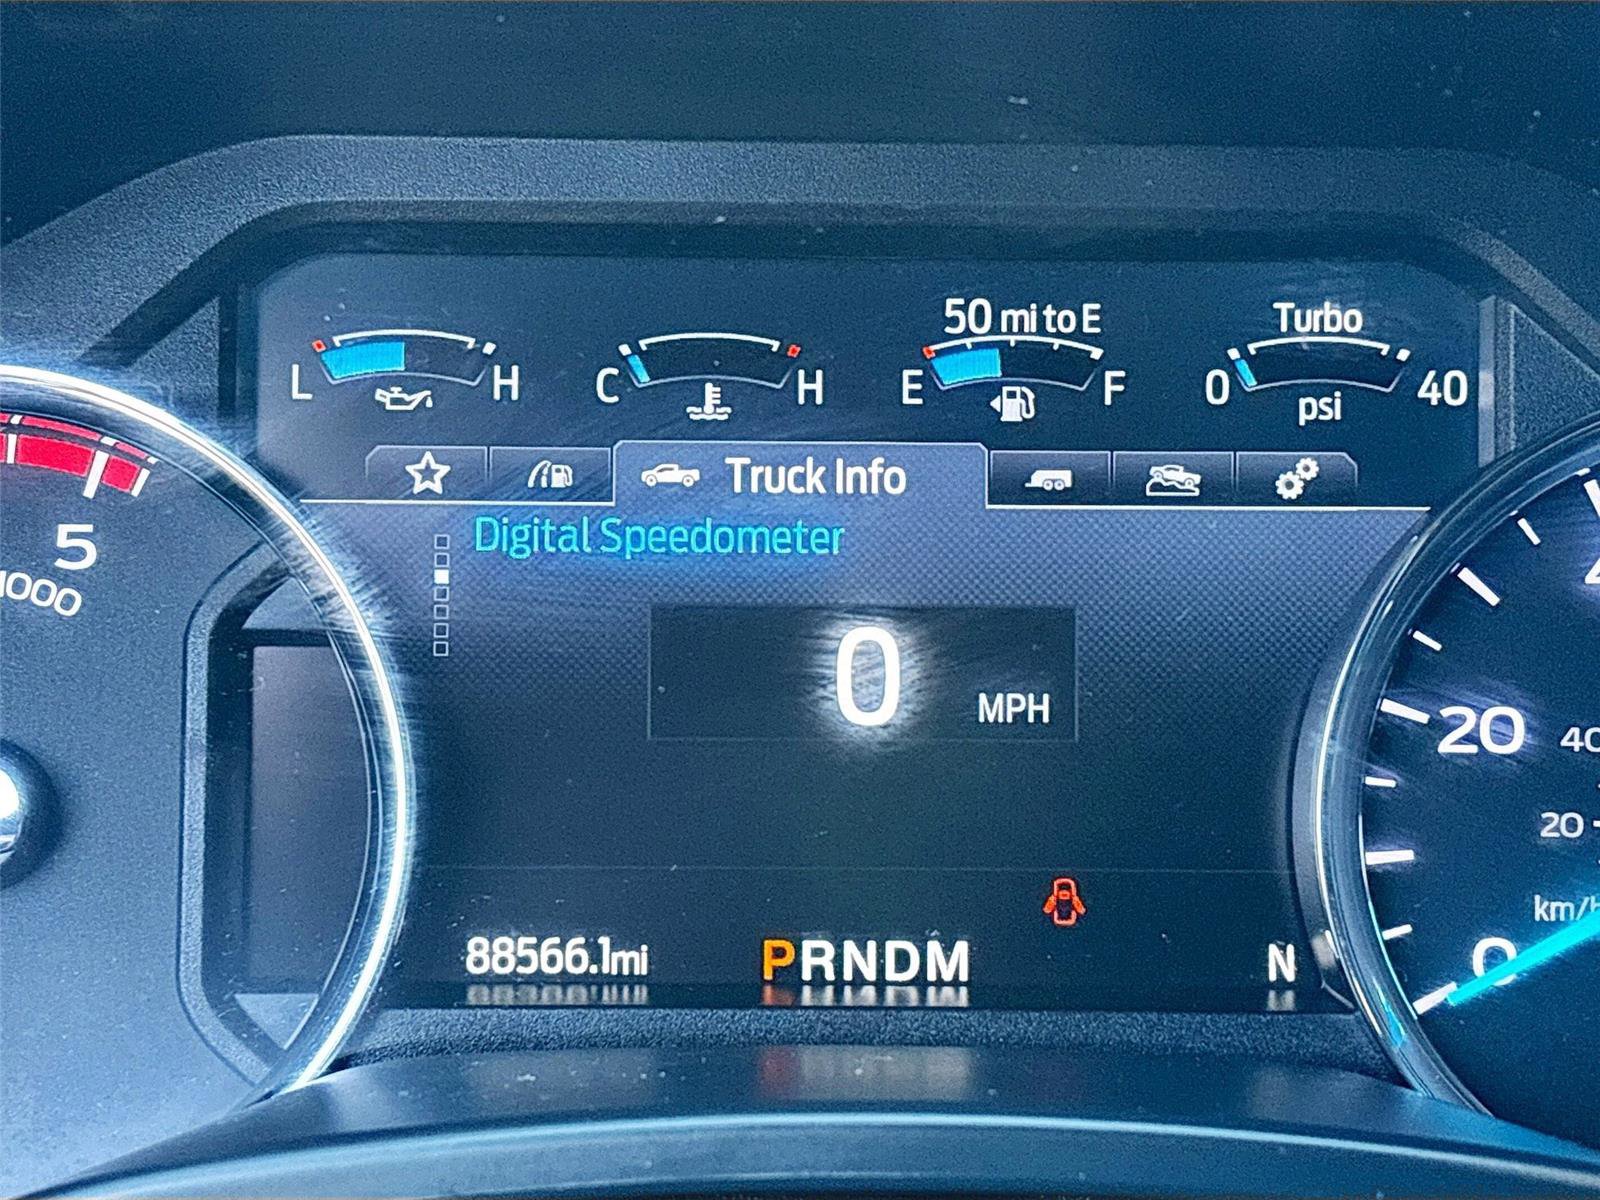 50 mi to E
Turbo
L H
C H
E F
0 40
psi
Truck Info
Digital Speedometer
5
1000
0
MPH
20
40
20
km/h
0
88566.1mi
PRNDM
N